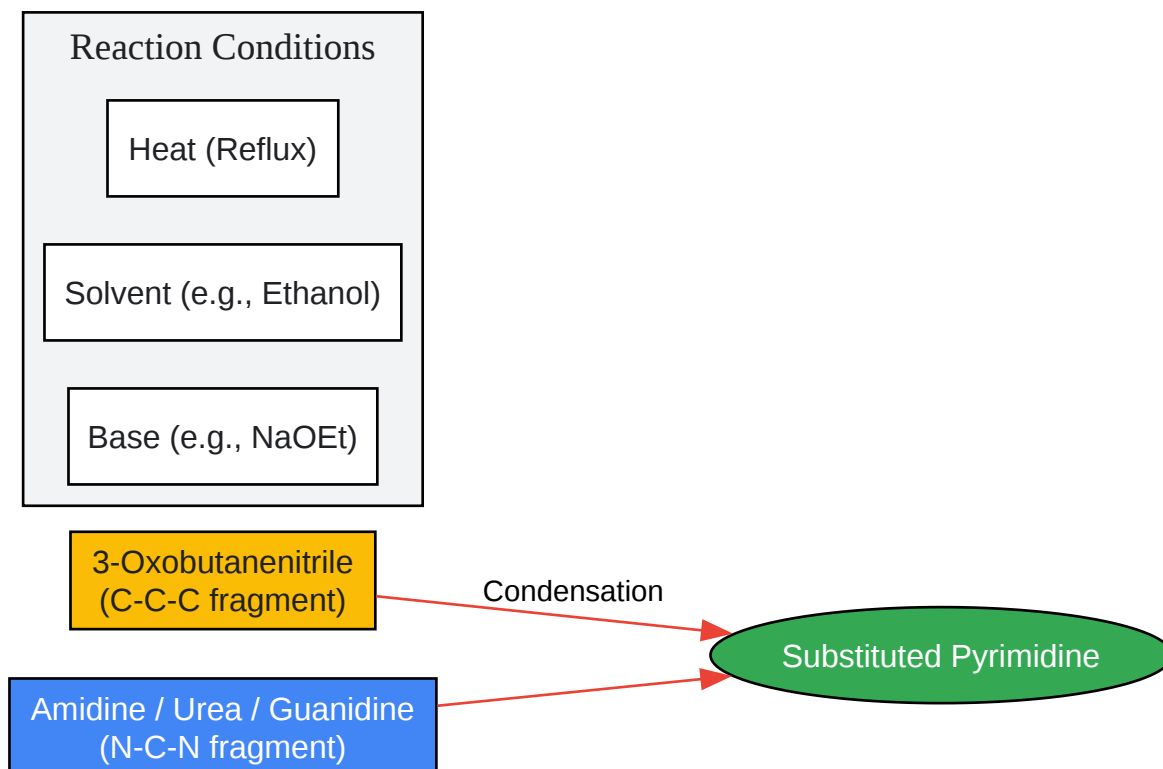 Reaction Conditions
Heat (Reflux)
Solvent (e.g., Ethanol)
Base (e.g., NaOEt)
3-Oxobutanenitrile
(C-C-C fragment)
Condensation
Substituted Pyrimidine
Amidine / Urea / Guanidine
(N-C-N fragment)